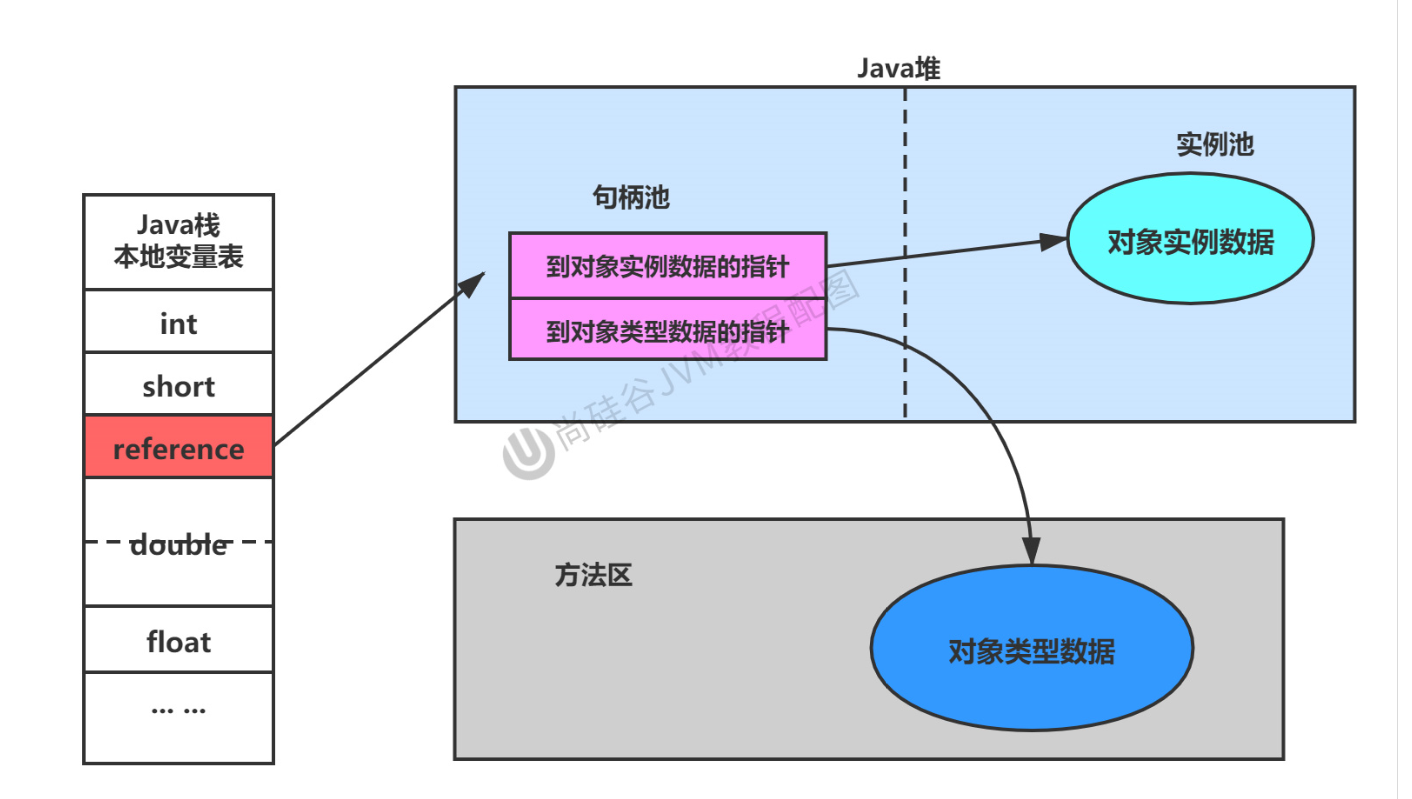 Java堆
实例池
句柄池
对象实例数据
到对象实例数据的指针
到对象类型数据的指针
Java栈
本地变量表
int
short
reference
double
float
... ...
尚硅谷JVM教程配图
方法区
对象类型数据